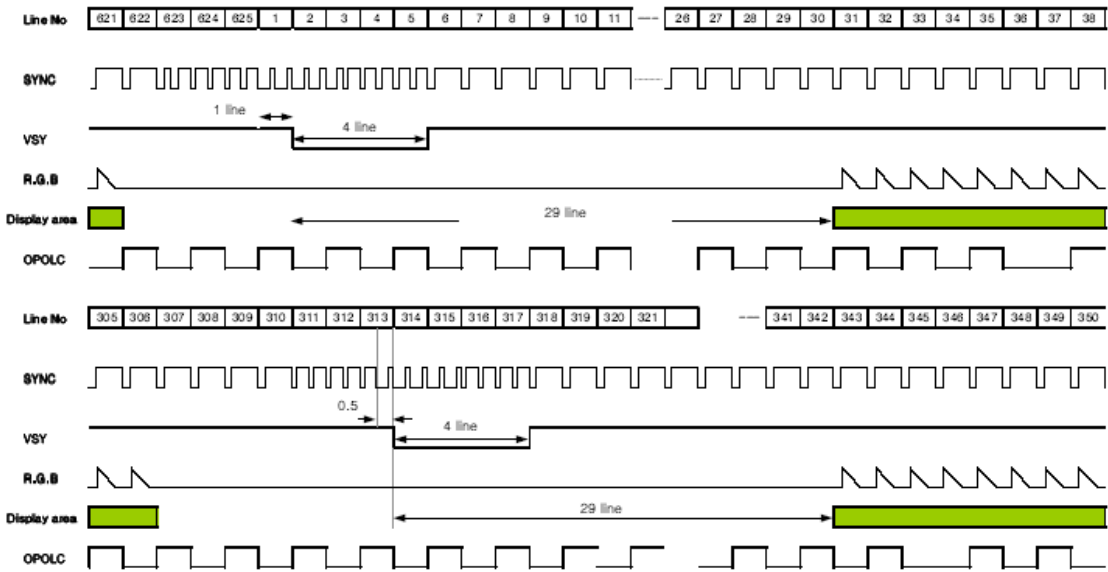 Line No 621 622 623 624 625 1 2 3 4 5 6 7 8 9 10 11 26 27 28 29 30 31 32 33 34 35 36 37 38
SYNC
1 line
4 line
VSY
R.G.B
29 line
Display area
OPOLC
Line No 305 306 307 308 309 310 311 312 313 314 315 316 317 318 319 320 321 341 342 343 344 345 346 347 348 349 350
SYNC
0.5
4 line
VSY
R.G.B
29 line
Display area
OPOLC